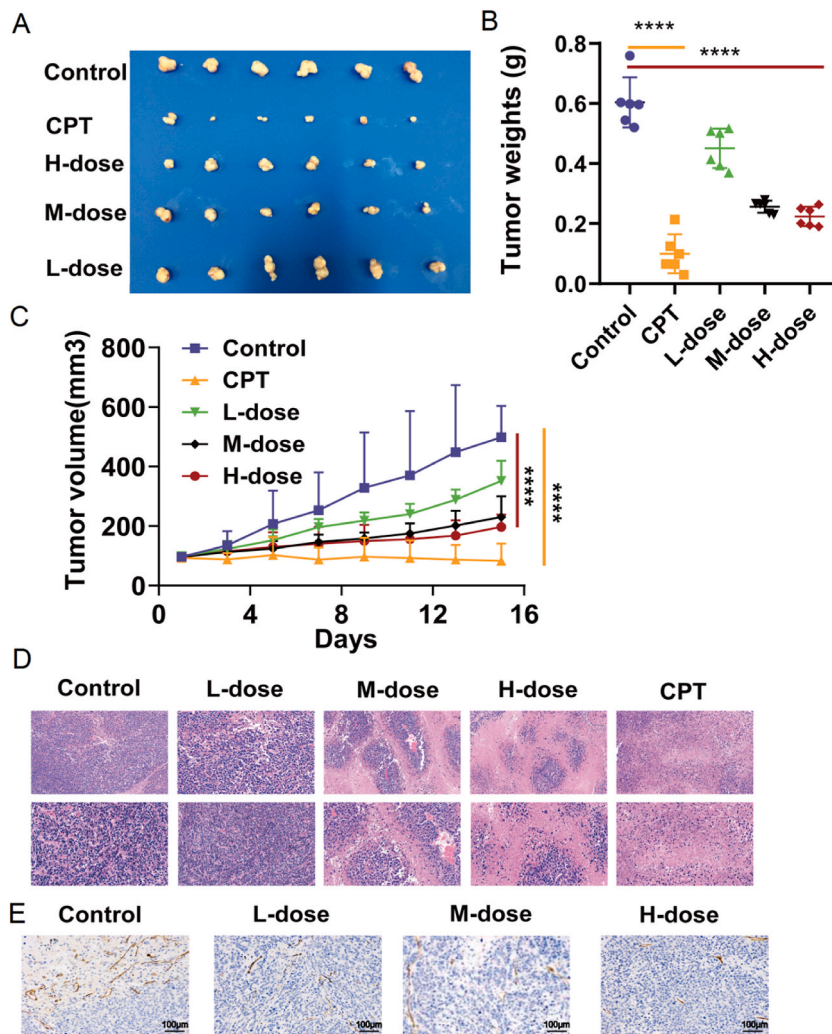 A
Control
CPT
H-dose
M-dose
L-dose
B
Tumor weights (g)
****
****
0.8
0.6
0.4
0.2
0.0
Control
CPT
L-dose
M-dose
H-dose
C
Tumor volume(mm3)
800
600
400
200
0
Control
CPT
L-dose
M-dose
H-dose
****
****
0 4 8 12 16
Days
D
Control L-dose M-dose H-dose CPT
E
Control L-dose M-dose H-dose
100μm 100μm 100μm 100μm